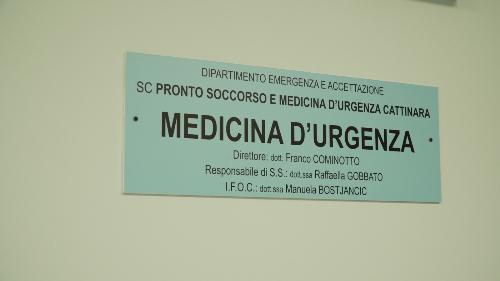 DIPARTIMENTO EMERGENZA E ACCETTAZIONE
SC PRONTO SOCCORSO E MEDICINA D'URGENZA CATTINARA
MEDICINA D'URGENZA
Direttore: dott. Franco COMINOTTO
Responsabile di S.S.: dott.ssa Raffaella GOBBATO
I.F.O.C.: dott.ssa Manuela BOSTJANCIC